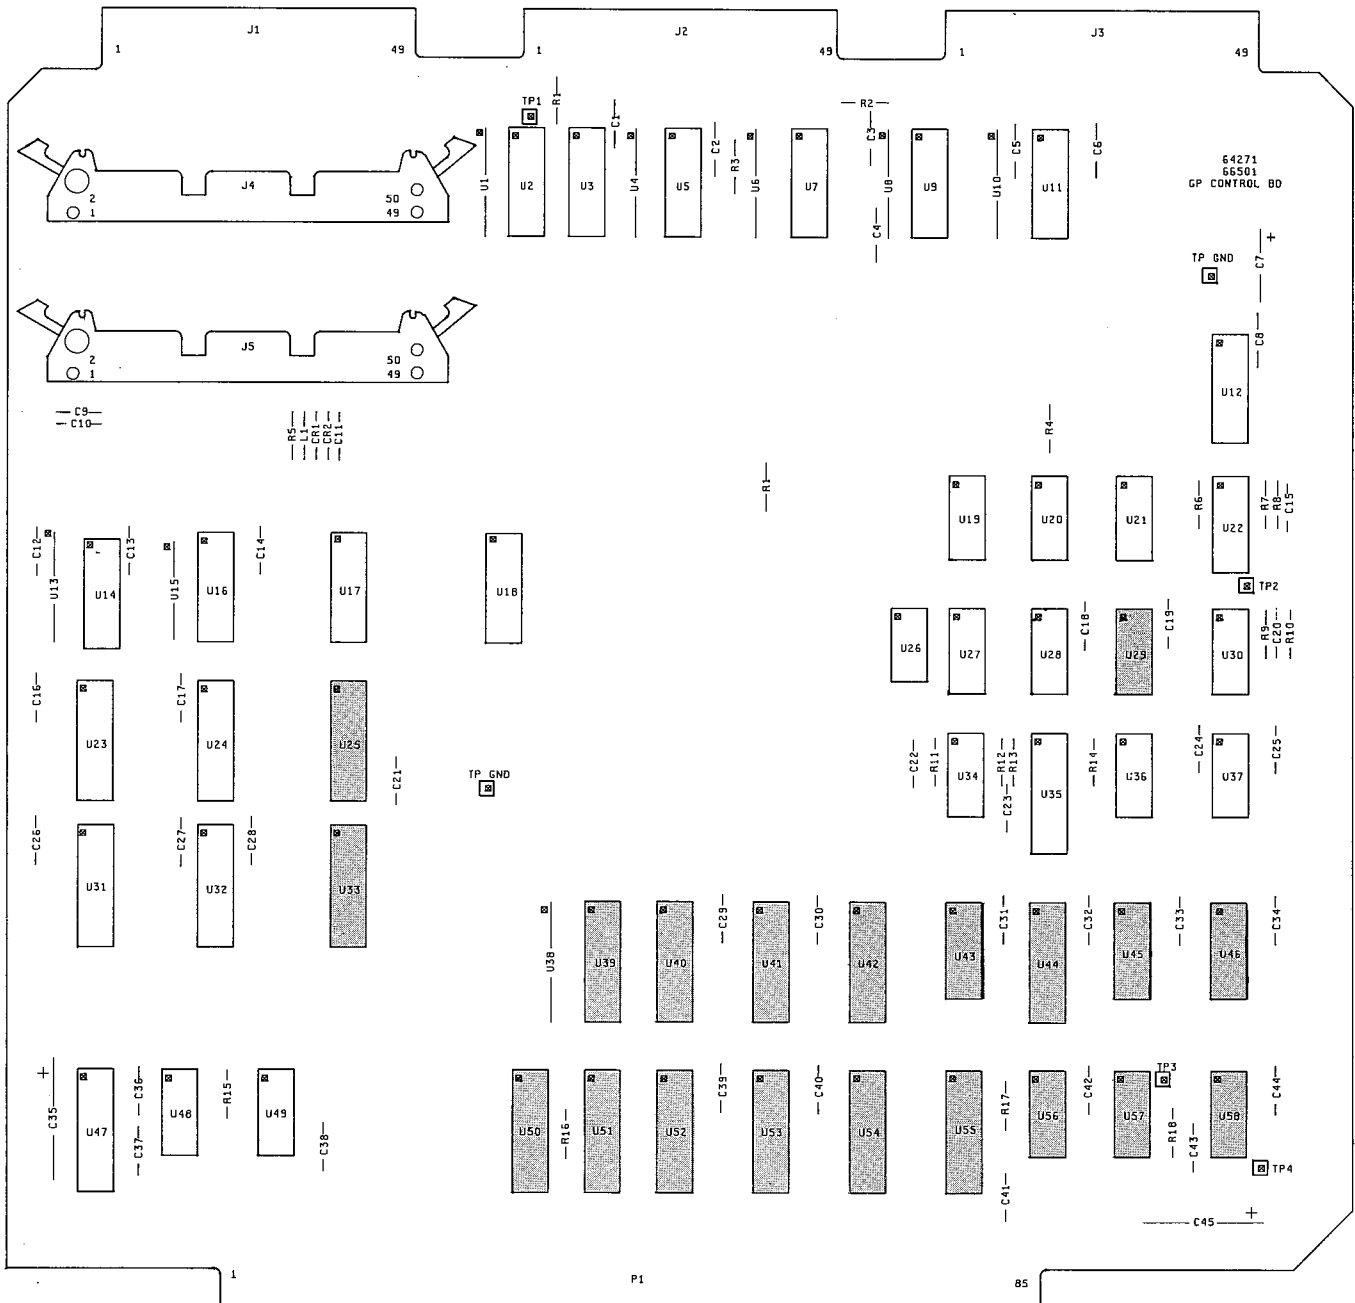 J1
J2
J3
1
49
1
49
1
49
TP1
R1
C1
R2
C3
C5
C6
J4
2
1
50
49
U1
U2
U3
U4
U5
C2
R3
U6
U7
U8
U9
U10
U11
C4
64271
66501
GP CONTROL BD
TP GND
+
C7
C8
J5
2
1
50
49
U12
C9
C10
R5
L1
CR1
CR2
C11
R4
R1
C12
U13
U14
C13
U15
U16
C14
U17
U18
U19
U20
U21
R6
U22
R7
R8
C15
TP2
U26
U27
U28
C18
U29
C19
U30
R9
C20
R10
C16
U23
C17
U24
U25
C21
TP GND
C22
R11
U34
R12
R13
C23
U35
R14
U36
C24
U37
C25
C26
U31
C27
U32
C28
U33
U38
U39
U40
C29
U41
C30
U42
U43
C31
U44
C32
U45
C33
U46
C34
+
C35
U47
C36
C37
U48
R15
U49
C38
U50
R16
U51
U52
C39
U53
C40
U54
U55
R17
C41
U56
C42
U57
TP3
R18
C43
U58
C44
TP4
+
C45
1
P1
85